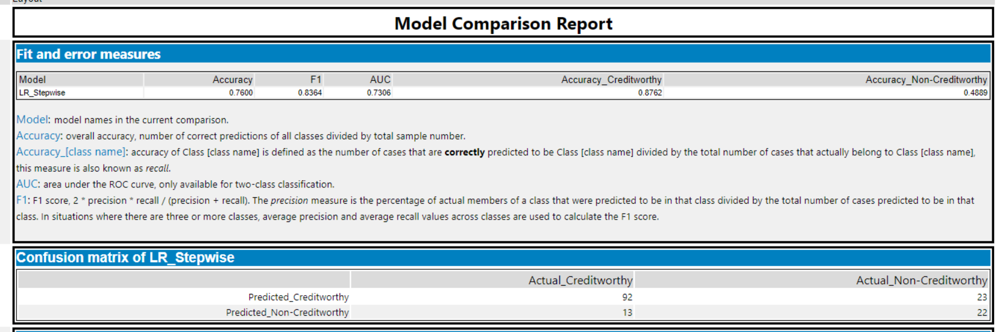 Layout
Model Comparison Report
Fit and error measures
Model Accuracy F1 AUC Accuracy_Creditworthy Accuracy_Non-Creditworthy
LR_Stepwise 0.7600 0.8364 0.7306 0.8762 0.4889
Model: model names in the current comparison.
Accuracy: overall accuracy, number of correct predictions of all classes divided by total sample number.
Accuracy_[class name]: accuracy of Class [class name] is defined as the number of cases that are correctly predicted to be Class [class name] divided by the total number of cases that actually belong to Class [class name],
this measure is also known as recall.
AUC: area under the ROC curve, only available for two-class classification.
F1: F1 score, 2 * precision * recall / (precision + recall). The precision measure is the percentage of actual members of a class that were predicted to be in that class divided by the total number of cases predicted to be in that
class. In situations where there are three or more classes, average precision and average recall values across classes are used to calculate the F1 score.
Confusion matrix of LR_Stepwise
Actual_Creditworthy Actual_Non-Creditworthy
Predicted_Creditworthy 92 23
Predicted_Non-Creditworthy 13 22